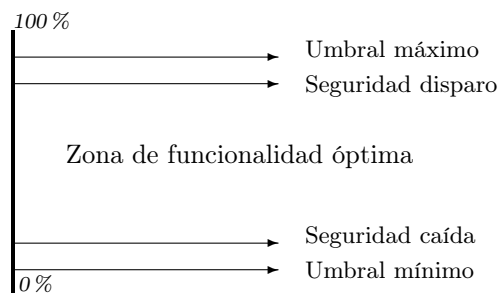 100 %
Umbral máximo
Seguridad disparo
Zona de funcionalidad óptima
Seguridad caída
Umbral mínimo
0 %